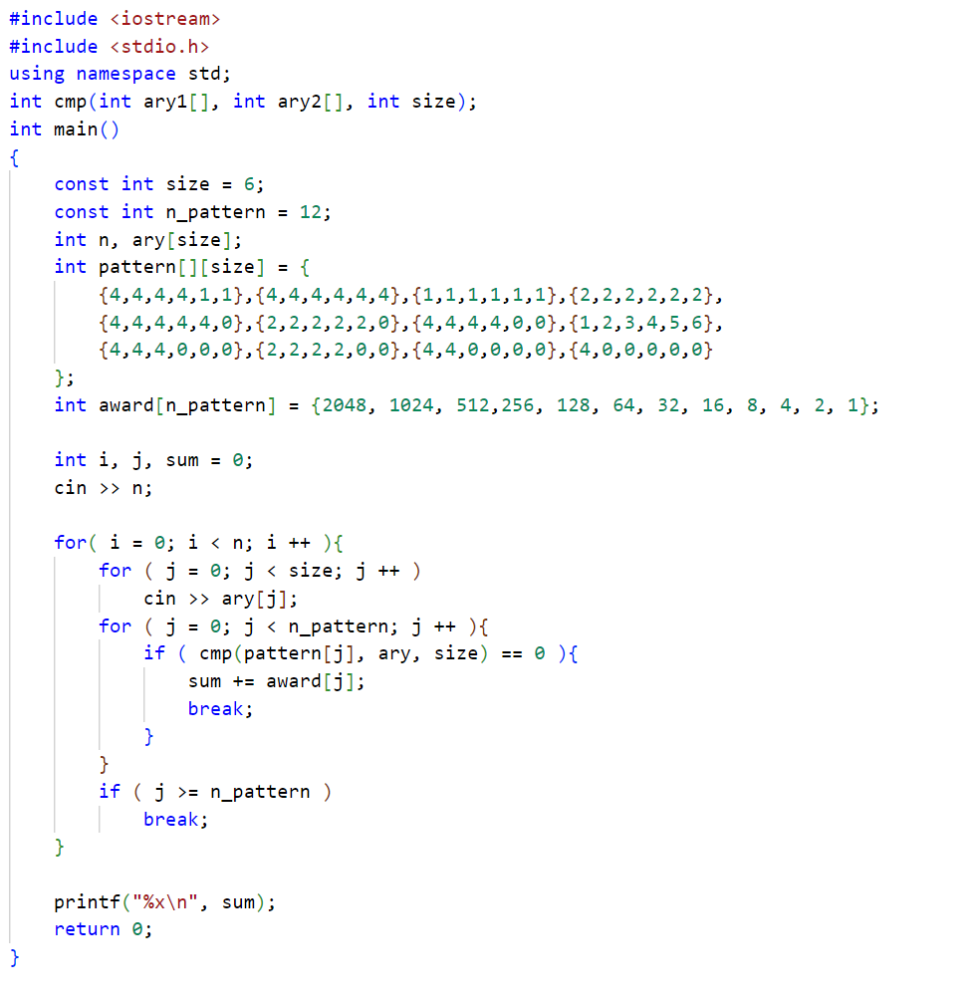 #include <iostream>
#include <stdio.h>
using namespace std;
int cmp(int ary1[], int ary2[], int size);
int main()
{
    const int size = 6;
    const int n_pattern = 12;
    int n, ary[size];
    int pattern[][size] = {
        {4,4,4,4,1,1},{4,4,4,4,4,4},{1,1,1,1,1,1},{2,2,2,2,2,2},
        {4,4,4,4,4,0},{2,2,2,2,2,0},{4,4,4,4,0,0},{1,2,3,4,5,6},
        {4,4,4,0,0,0},{2,2,2,2,0,0},{4,4,0,0,0,0},{4,0,0,0,0,0}
    };
    int award[n_pattern] = {2048, 1024, 512,256, 128, 64, 32, 16, 8, 4, 2, 1};
    int i, j, sum = 0;
    cin >> n;
    for( i = 0; i < n; i ++ ){
        for ( j = 0; j < size; j ++ )
            cin >> ary[j];
        for ( j = 0; j < n_pattern; j ++ ){
            if ( cmp(pattern[j], ary, size) == 0 ){
                sum += award[j];
                break;
            }
        }
        if ( j >= n_pattern )
            break;
    }
    printf("%x\n", sum);
    return 0;
}